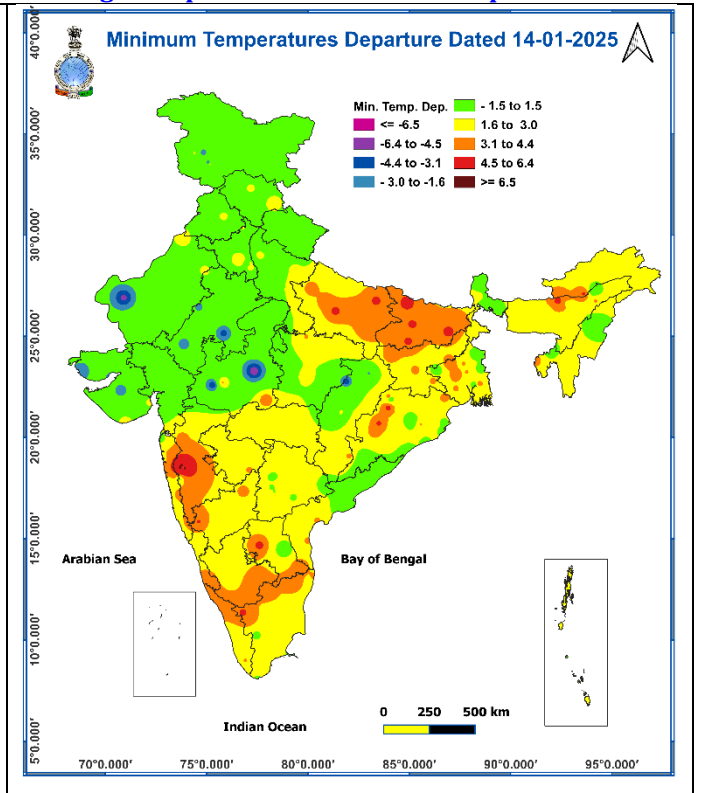 Minimum Temperatures Departure Dated 14-01-2025
Min. Temp. Dep.
<= -6.5
-6.4 to -4.5
-4.4 to -3.1
- 3.0 to -1.6
- 1.5 to 1.5
1.6 to 3.0
3.1 to 4.4
4.5 to 6.4
>= 6.5
40°0.000'
35°0.000'
30°0.000'
25°0.000'
20°0.000'
15°0.000'
10°0.000'
5°0.000'
Arabian Sea
Bay of Bengal
Indian Ocean
0 250 500 km
70°0.000' 75°0.000' 80°0.000' 85°0.000' 90°0.000' 95°0.000'